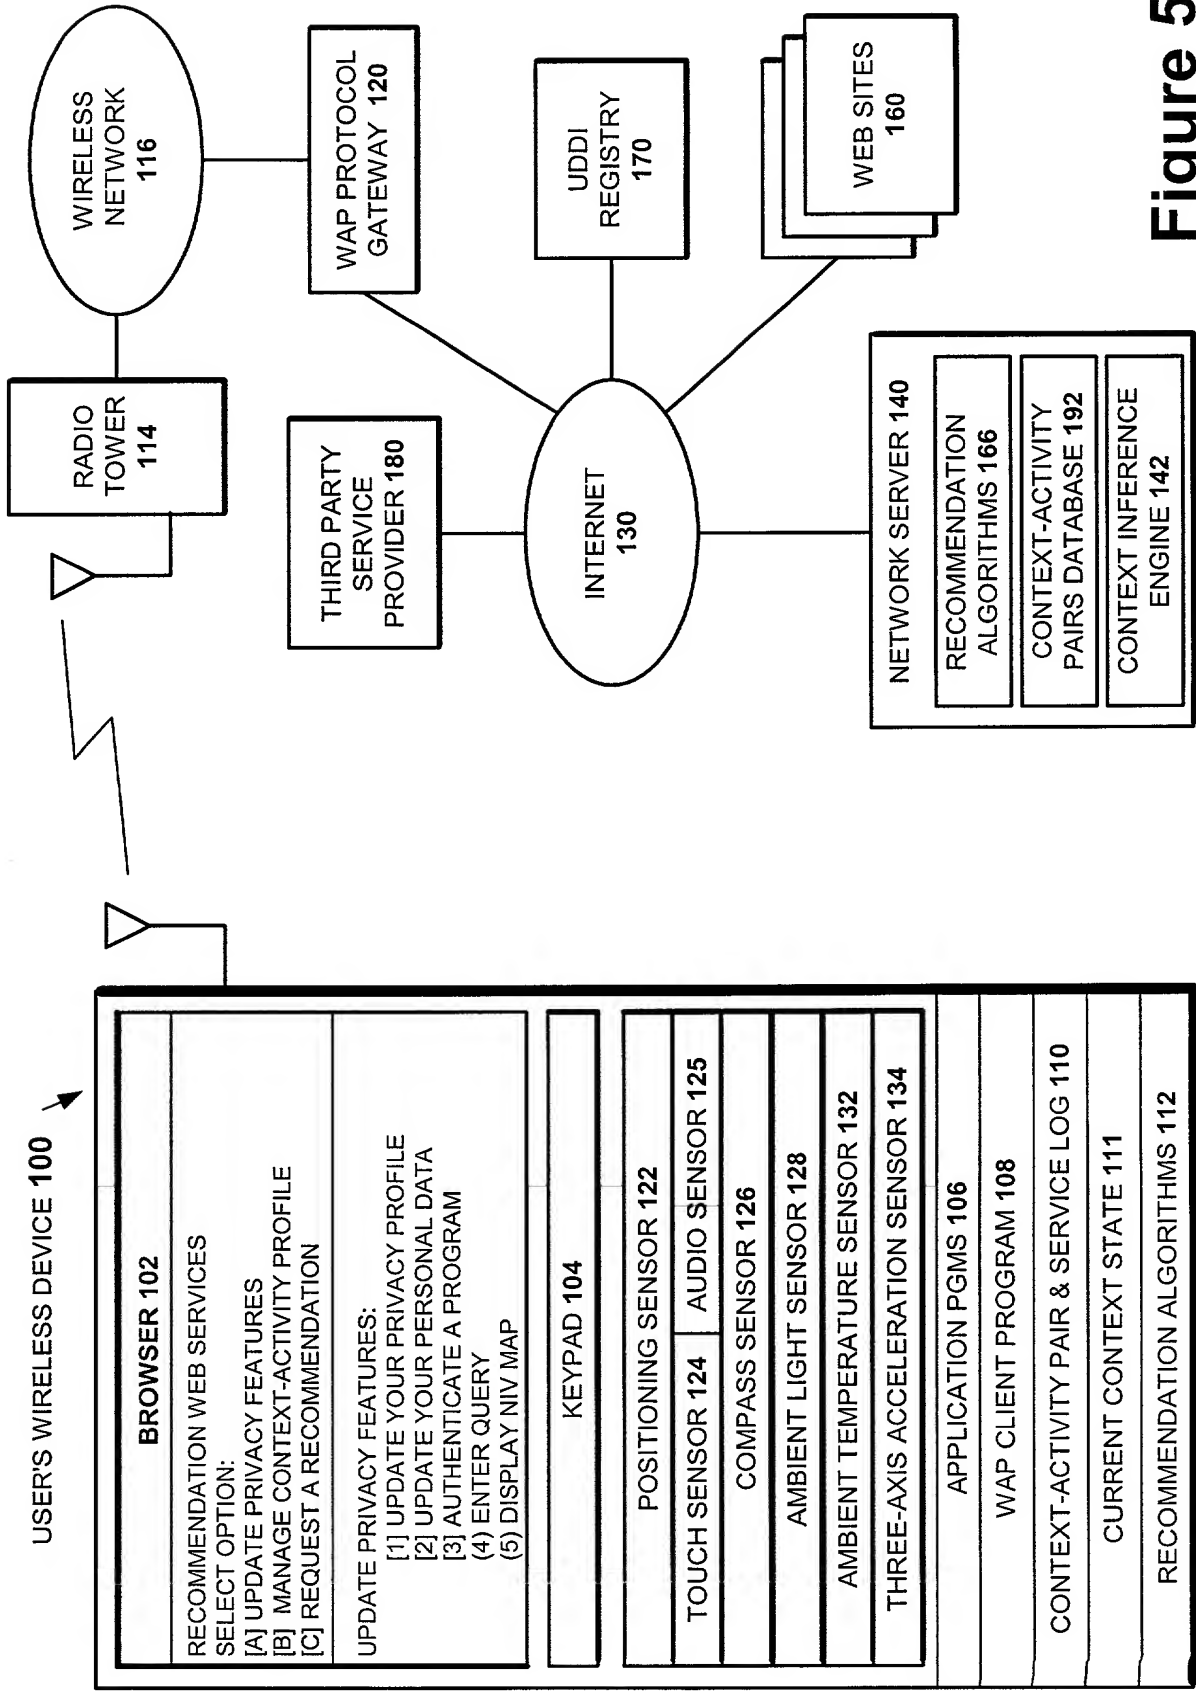 USER'S WIRELESS DEVICE 100
BROWSER 102
RECOMMENDATION WEB SERVICES
SELECT OPTION:
[A] UPDATE PRIVACY FEATURES
[B] MANAGE CONTEXT-ACTIVITY PROFILE
[C] REQUEST A RECOMMENDATION
UPDATE PRIVACY FEATURES:
[1] UPDATE YOUR PRIVACY PROFILE
[2] UPDATE YOUR PERSONAL DATA
[3] AUTHENTICATE A PROGRAM
(4) ENTER QUERY
(5) DISPLAY NIV MAP
KEYPAD 104
POSITIONING SENSOR 122
TOUCH SENSOR 124
AUDIO SENSOR 125
COMPASS SENSOR 126
AMBIENT LIGHT SENSOR 128
AMBIENT TEMPERATURE SENSOR 132
THREE-AXIS ACCELERATION SENSOR 134
APPLICATION PGMS 106
WAP CLIENT PROGRAM 108
CONTEXT-ACTIVITY PAIR & SERVICE LOG 110
CURRENT CONTEXT STATE 111
RECOMMENDATION ALGORITHMS 112
RADIO
TOWER
114
WIRELESS
NETWORK
116
WAP PROTOCOL
GATEWAY 120
THIRD PARTY
SERVICE
PROVIDER 180
INTERNET
130
UDDI
REGISTRY
170
WEB SITES
160
NETWORK SERVER 140
RECOMMENDATION
ALGORITHMS 166
CONTEXT-ACTIVITY
PAIRS DATABASE 192
CONTEXT INFERENCE
ENGINE 142
Figure 5